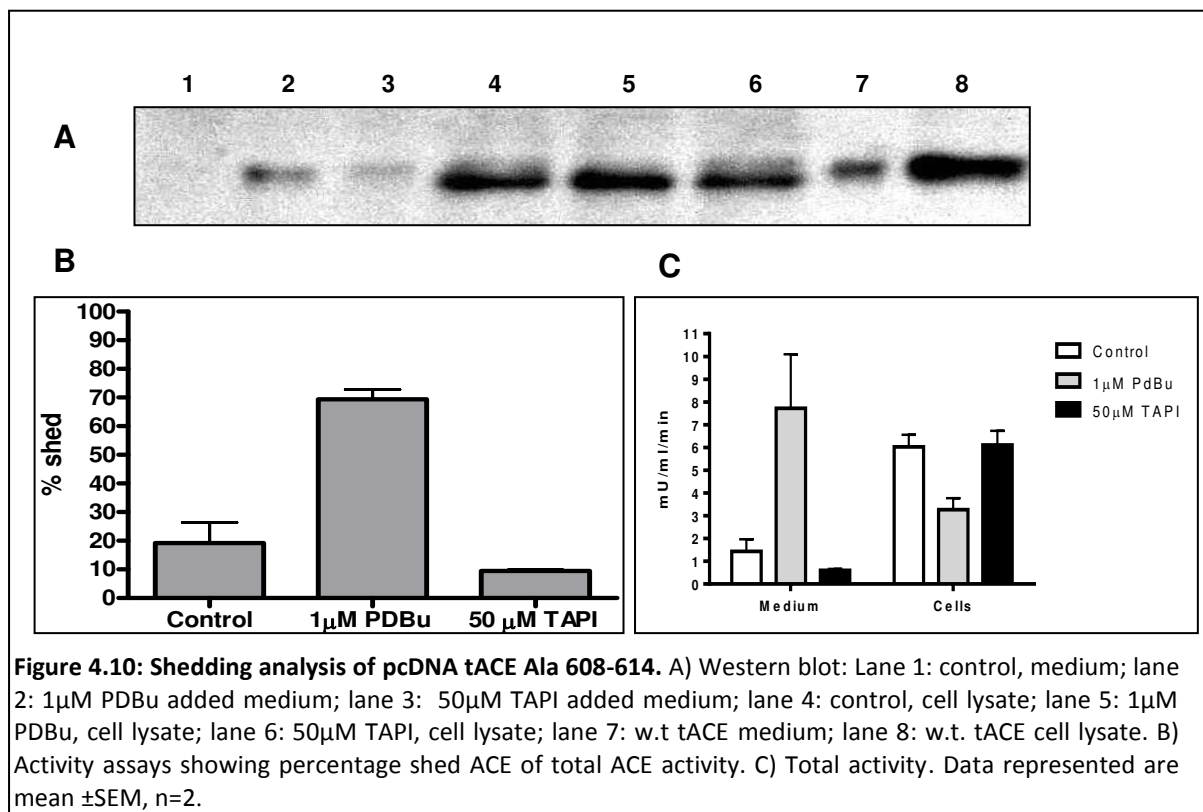 1 2 3 4 5 6 7 8
A
B
C
100
90
80
70
60
50
40
30
20
10
0
% shed
Control 1µM PDBu 50 µM TAPI
11
10
9
8
7
6
5
4
3
2
1
0
mU/ml/min
Medium Cells
Control
1µM PdBu
50µM TAPI
Figure 4.10: Shedding analysis of pcDNA tACE Ala 608-614. A) Western blot: Lane 1: control, medium; lane
2: 1µM PDBu added medium; lane 3: 50µM TAPI added medium; lane 4: control, cell lysate; lane 5: 1µM
PDBu, cell lysate; lane 6: 50µM TAPI, cell lysate; lane 7: w.t tACE medium; lane 8: w.t. tACE cell lysate. B)
Activity assays showing percentage shed ACE of total ACE activity. C) Total activity. Data represented are
mean ±SEM, n=2.